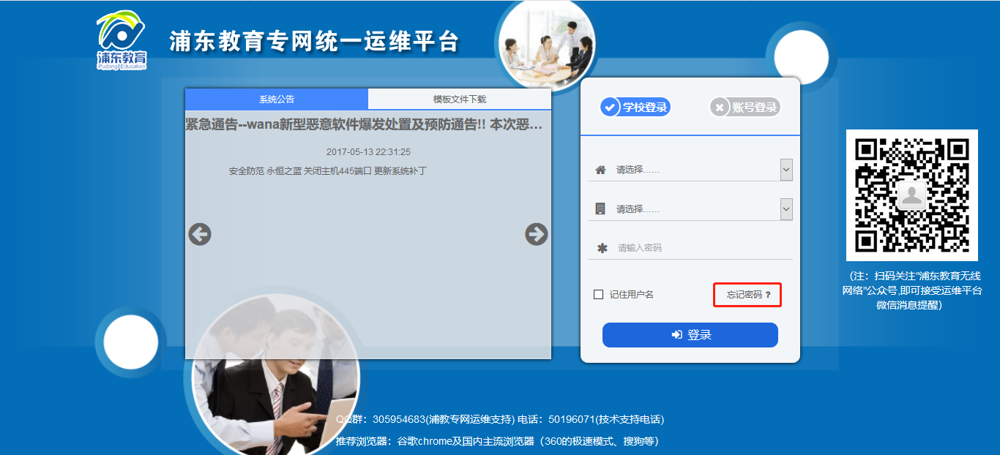 浦东教育
Pudong Education
浦东教育专网统一运维平台
系统公告
模板文件下载
紧急通告--wana新型恶意软件爆发处置及预防通告!! 本次恶...
2017-05-13 22:31:25
安全防范 永恒之蓝 关闭主机445端口 更新系统补丁
学校登录
账号登录
请选择......
请选择......
请输入密码
记住用户名
忘记密码 ?
登录
(注：扫码关注"浦东教育无线
网络"公众号,即可接受运维平台
微信消息提醒)
QQ群：305954683(浦教专网运维支持) 电话：50196071(技术支持电话)
推荐浏览器：谷歌chrome及国内主流浏览器（360的极速模式、搜狗等）